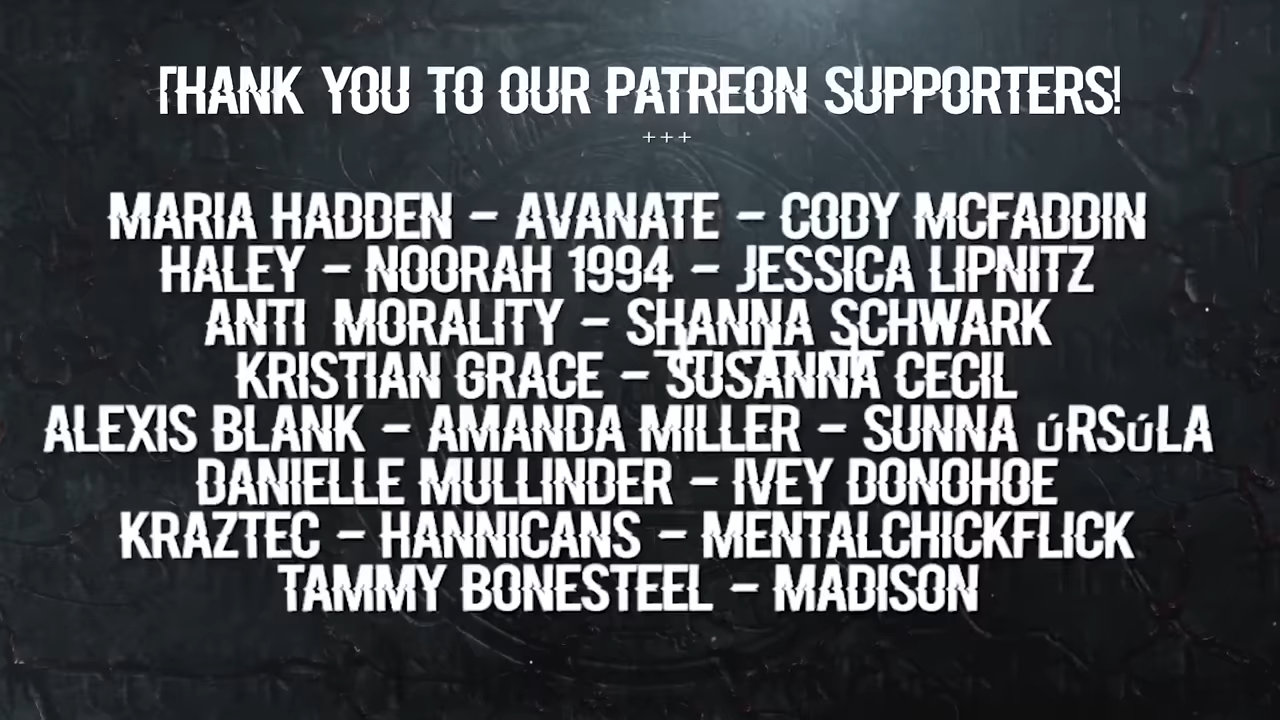 THANK YOU TO OUR PATREON SUPPORTERS!
+++
MARIA HADDEN - AVANATE - CODY MCFADDIN
HALEY - NOORAH 1994 - JESSICA LIPNITZ
ANTI MORALITY - SHANNA SCHWARK
KRISTIAN GRACE - SUSANNA CECIL
ALEXIS BLANK - AMANDA MILLER - SUNNA úRSúLA
DANIELLE MULLINDER - IVEY DONOHOE
KRAZTEC - HANNICANS - MENTALCHICKFLICK
TAMMY BONESTEEL - MADISON